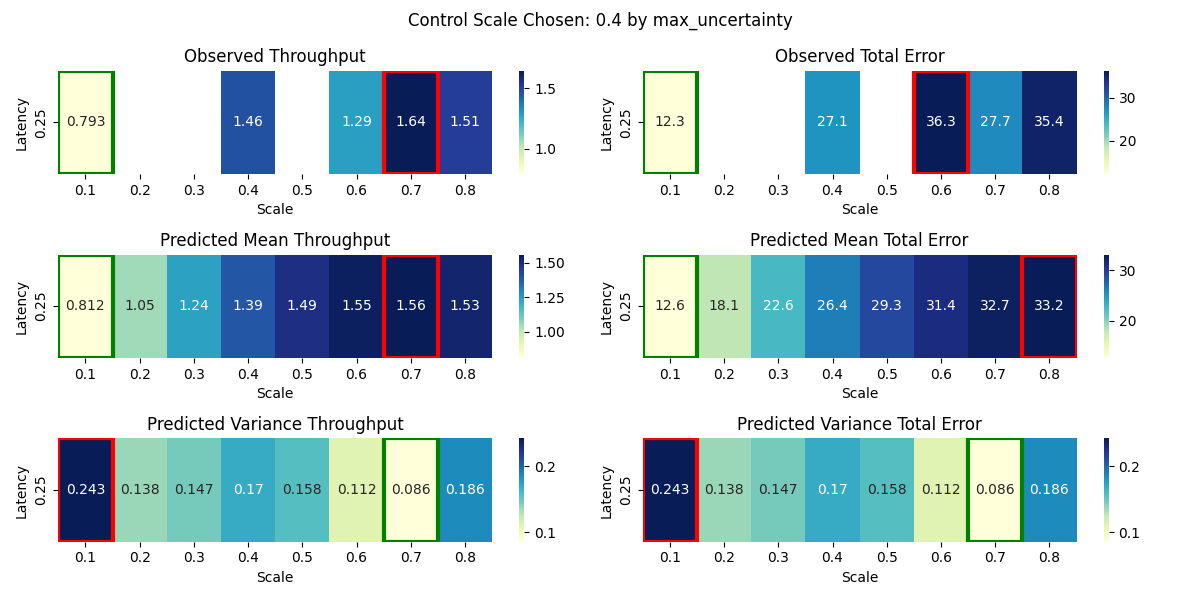 Control Scale Chosen: 0.4 by max_uncertainty
Observed Throughput
Latency
0.25
0.793 1.46 1.29 1.64 1.51
1.5
1.0
0.1 0.2 0.3 0.4 0.5 0.6 0.7 0.8
Scale
Observed Total Error
Latency
0.25
12.3 27.1 36.3 27.7 35.4
30
20
0.1 0.2 0.3 0.4 0.5 0.6 0.7 0.8
Scale
Predicted Mean Throughput
Latency
0.25
0.812 1.05 1.24 1.39 1.49 1.55 1.56 1.53
1.50
1.25
1.00
0.1 0.2 0.3 0.4 0.5 0.6 0.7 0.8
Scale
Predicted Mean Total Error
Latency
0.25
12.6 18.1 22.6 26.4 29.3 31.4 32.7 33.2
30
20
0.1 0.2 0.3 0.4 0.5 0.6 0.7 0.8
Scale
Predicted Variance Throughput
Latency
0.25
0.243 0.138 0.147 0.17 0.158 0.112 0.086 0.186
0.2
0.1
0.1 0.2 0.3 0.4 0.5 0.6 0.7 0.8
Scale
Predicted Variance Total Error
Latency
0.25
0.243 0.138 0.147 0.17 0.158 0.112 0.086 0.186
0.2
0.1
0.1 0.2 0.3 0.4 0.5 0.6 0.7 0.8
Scale